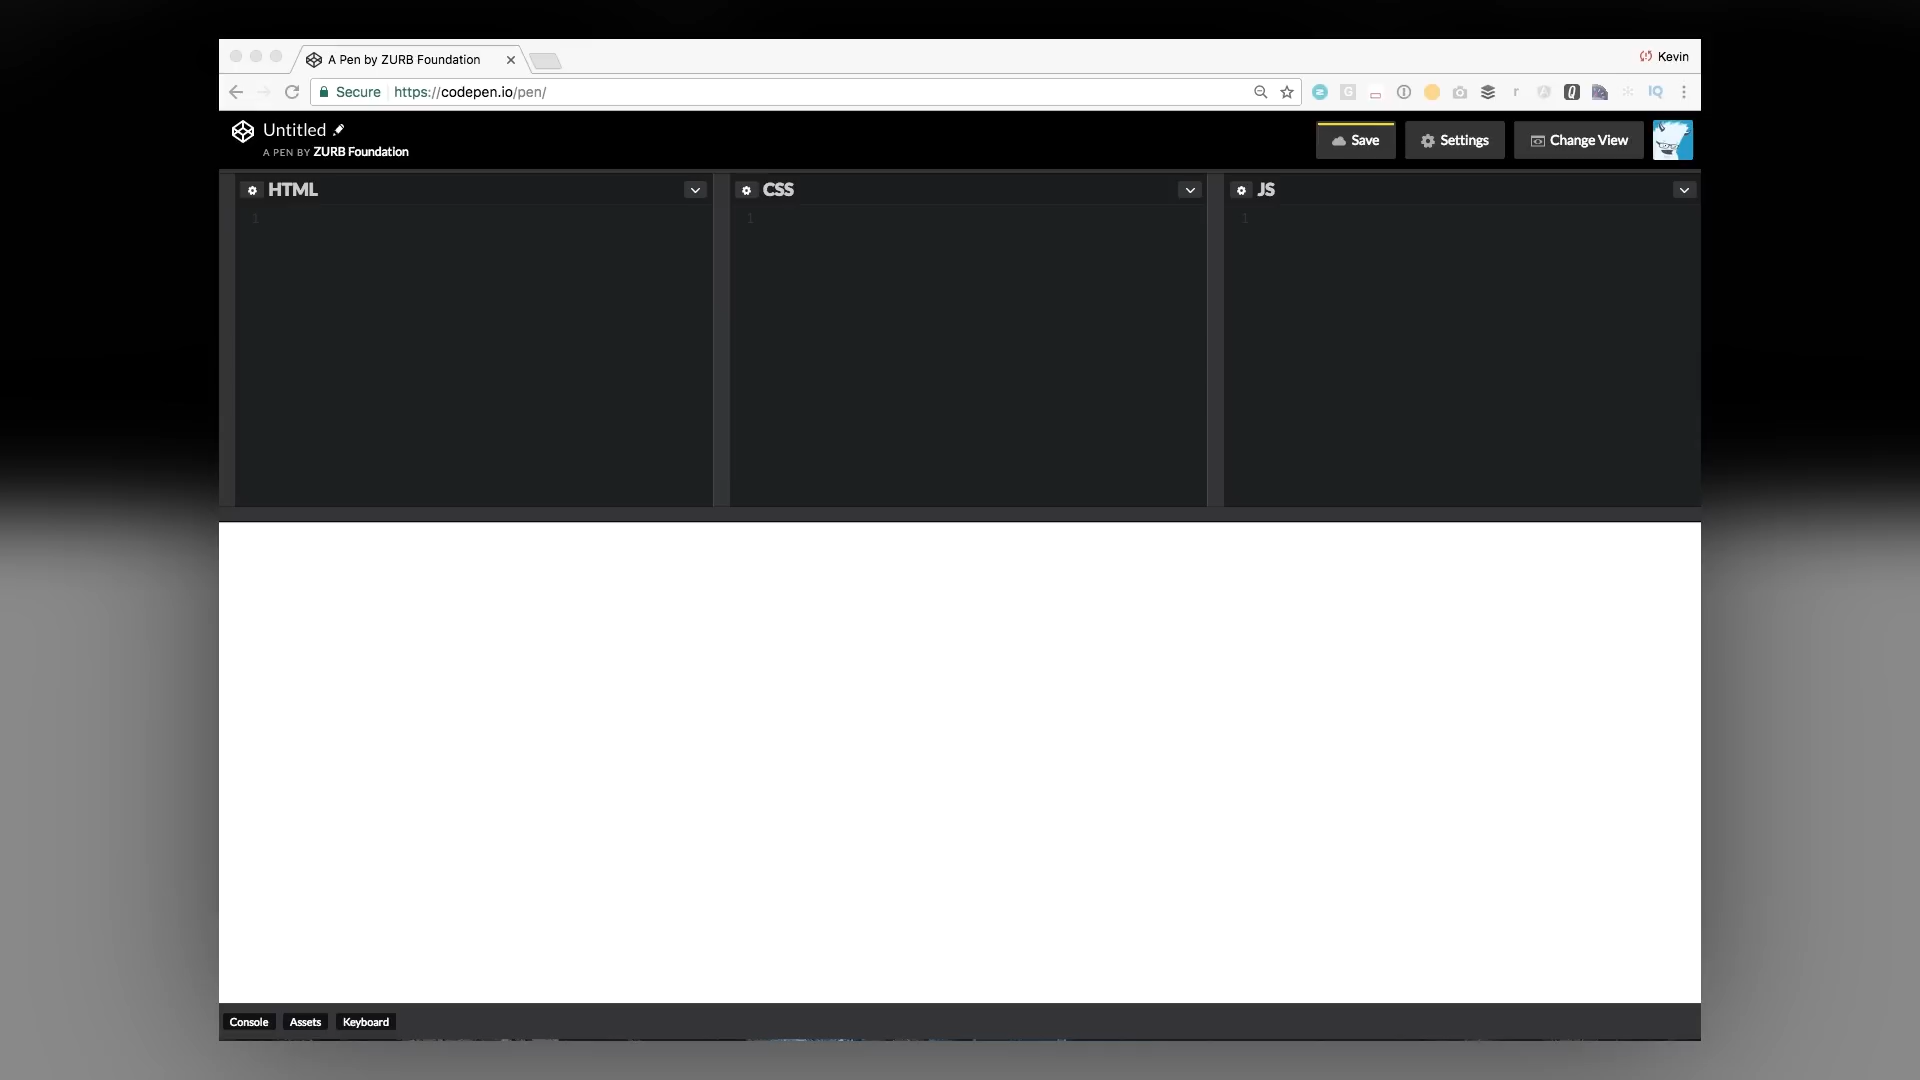 A Pen by ZURB Foundation
Kevin
Secure https://codepen.io/pen/
Untitled
A PEN BY ZURB Foundation
Save
Settings
Change View
HTML
CSS
JS
1
1
1
Console
Assets
Keyboard